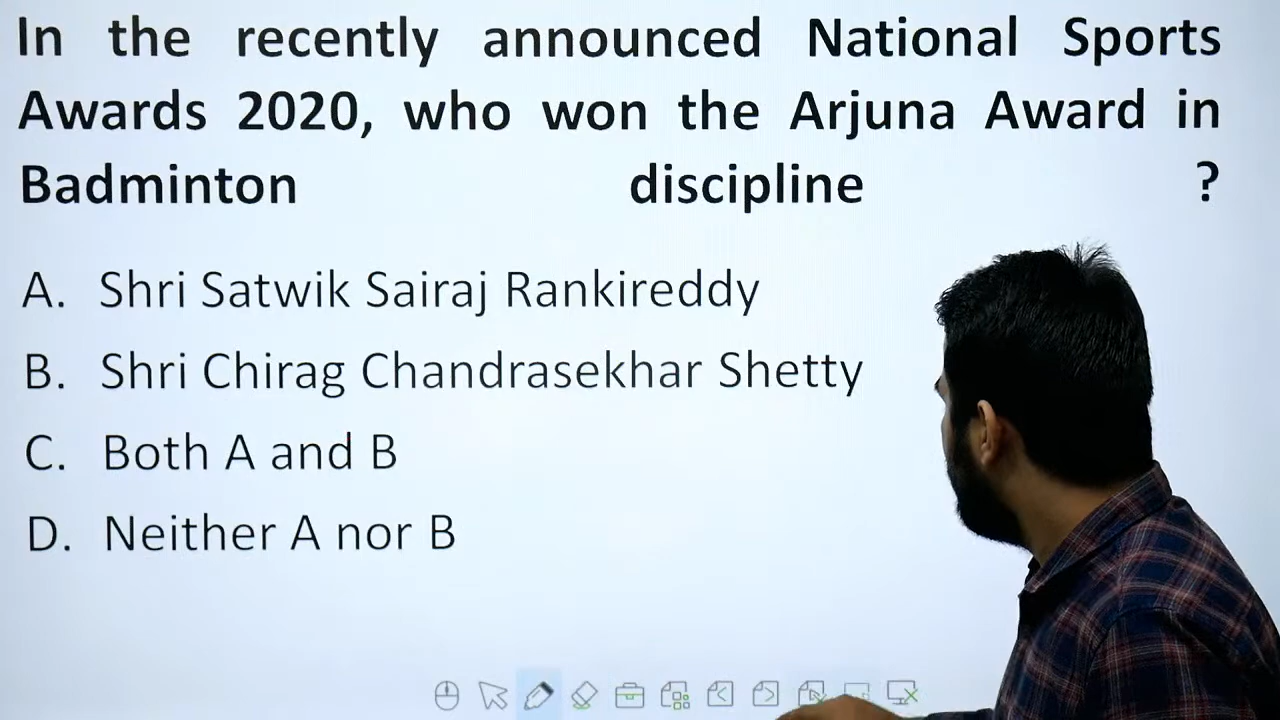 In the recently announced National Sports
Awards 2020, who won the Arjuna Award in
Badminton discipline ?
A. Shri Satwik Sairaj Rankireddy
B. Shri Chirag Chandrasekhar Shetty
C. Both A and B
D. Neither A nor B